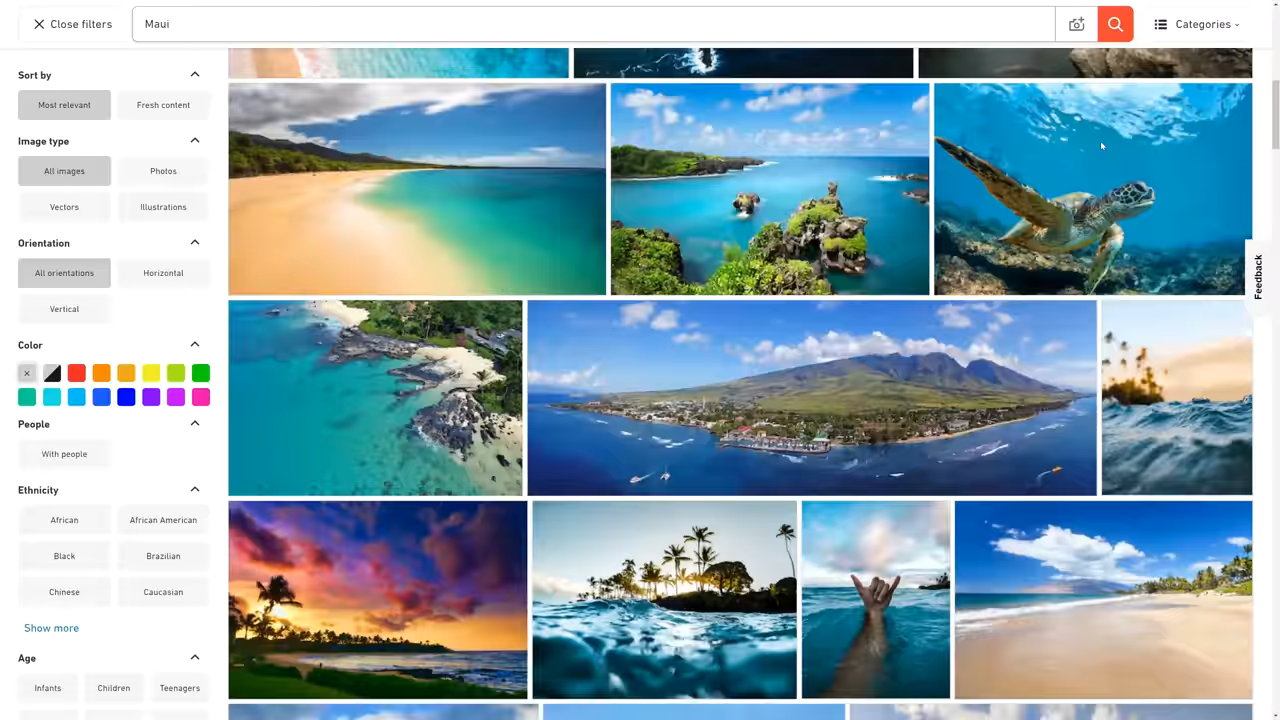 Close filters
Maui
Categories
Sort by
Most relevant
Fresh content
Image type
All images
Photos
Vectors
Illustrations
Orientation
All orientations
Horizontal
Vertical
Color
People
With people
Ethnicity
African
African American
Black
Brazilian
Chinese
Caucasian
Show more
Age
Infants
Children
Teenagers
Feedback